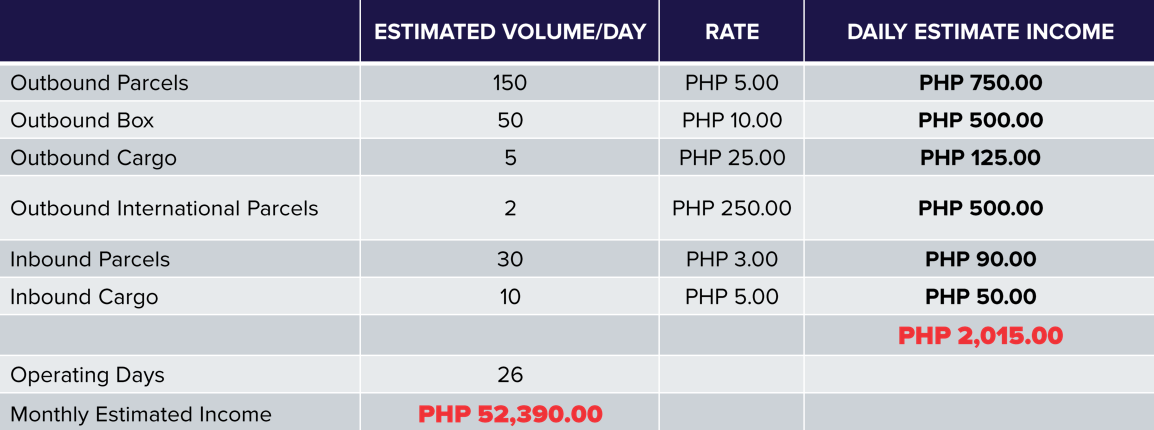 ESTIMATED VOLUME/DAY RATE DAILY ESTIMATE INCOME
Outbound Parcels 150 PHP 5.00 PHP 750.00
Outbound Box 50 PHP 10.00 PHP 500.00
Outbound Cargo 5 PHP 25.00 PHP 125.00
Outbound International Parcels 2 PHP 250.00 PHP 500.00
Inbound Parcels 30 PHP 3.00 PHP 90.00
Inbound Cargo 10 PHP 5.00 PHP 50.00
PHP 2,015.00
Operating Days 26
Monthly Estimated Income PHP 52,390.00